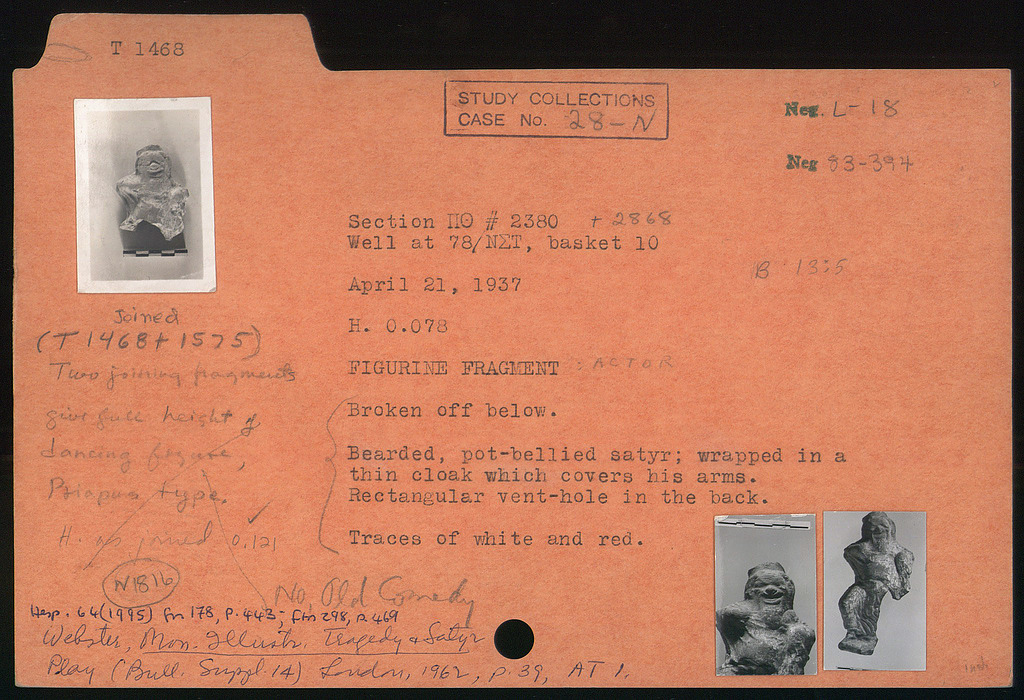 T 1468
STUDY COLLECTIONS
CASE No. 28-N
Neg. L-18
Neg 83-394
Section ΠΘ # 2380 + 2868
Well at 78/ΝΣΤ, basket 10
B 13:5
April 21, 1937
H. 0.078
FIGURINE FRAGMENT : ACTOR
Broken off below.
Bearded, pot-bellied satyr; wrapped in a
thin cloak which covers his arms.
Rectangular vent-hole in the back.
Traces of white and red.
Joined
(T 1468 + 1575)
Two joining fragments
give full height of
dancing figure,
Priapus type.
H. as joined 0.121
N1816
No Old Comedy
Hesp. 64 (1995) fn 178, p. 443; ftn 298, p. 469
Webster, Mon. Illustr. Tragedy & Satyr
Play (Bull. Suppl. 14) London, 1962, p. 39, AT 1.